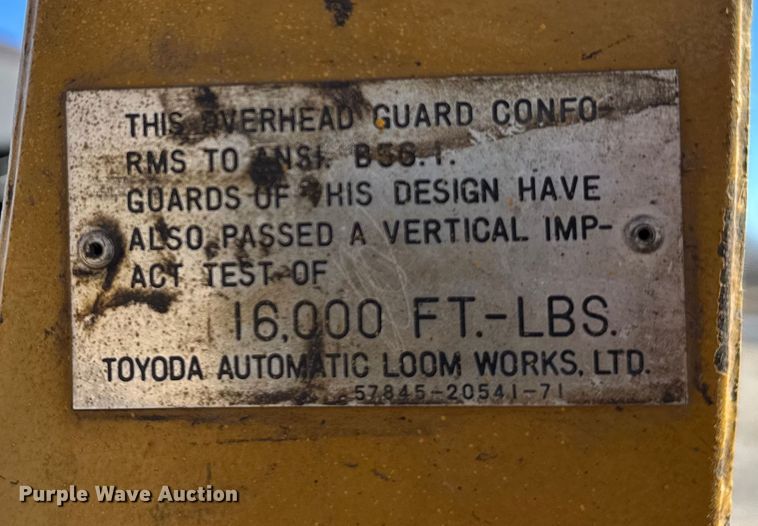 THIS OVERHEAD GUARD CONFO-
RMS TO ANSI. B56.1.
GUARDS OF THIS DESIGN HAVE
ALSO PASSED A VERTICAL IMP-
ACT TEST OF
16,000 FT.-LBS.
TOYODA AUTOMATIC LOOM WORKS, LTD.
57845-20541-71
Purple Wave Auction